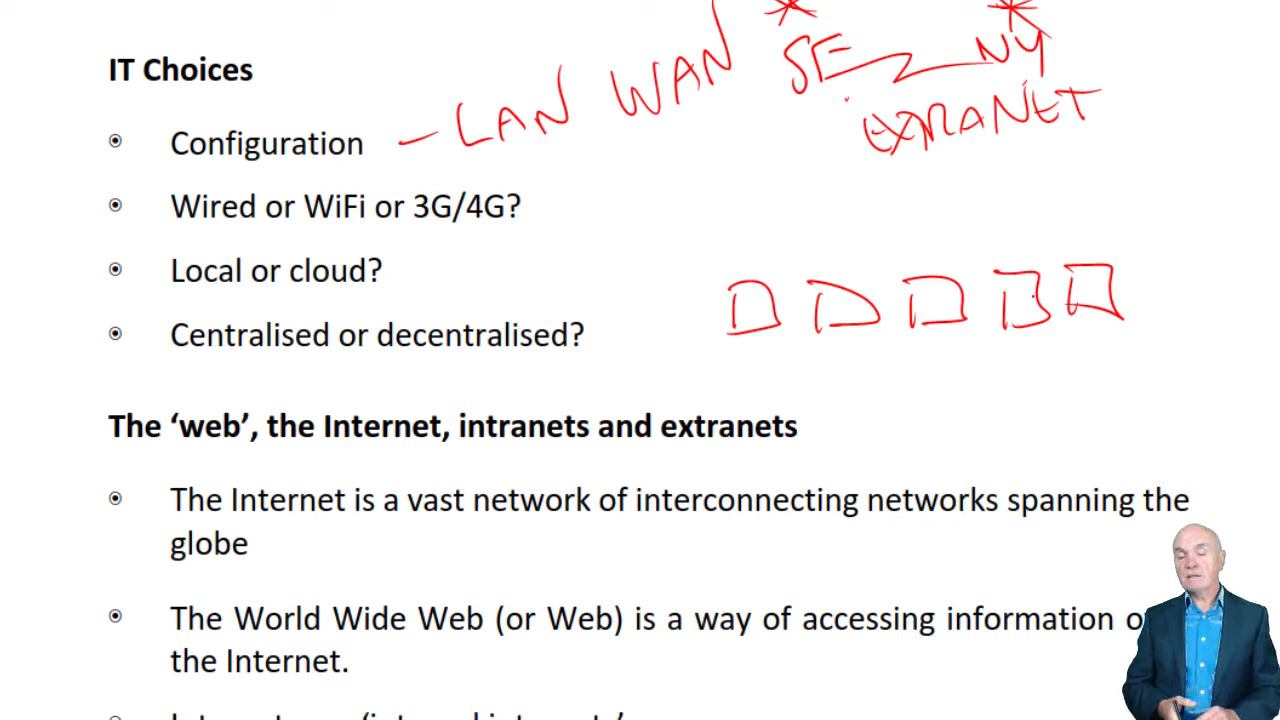 IT Choices
Configuration
– LAN WAN SE NY
EXTRANET
Wired or WiFi or 3G/4G?
Local or cloud?
Centralised or decentralised?
The ‘web’, the Internet, intranets and extranets
The Internet is a vast network of interconnecting networks spanning the
globe
The World Wide Web (or Web) is a way of accessing information
the Internet.